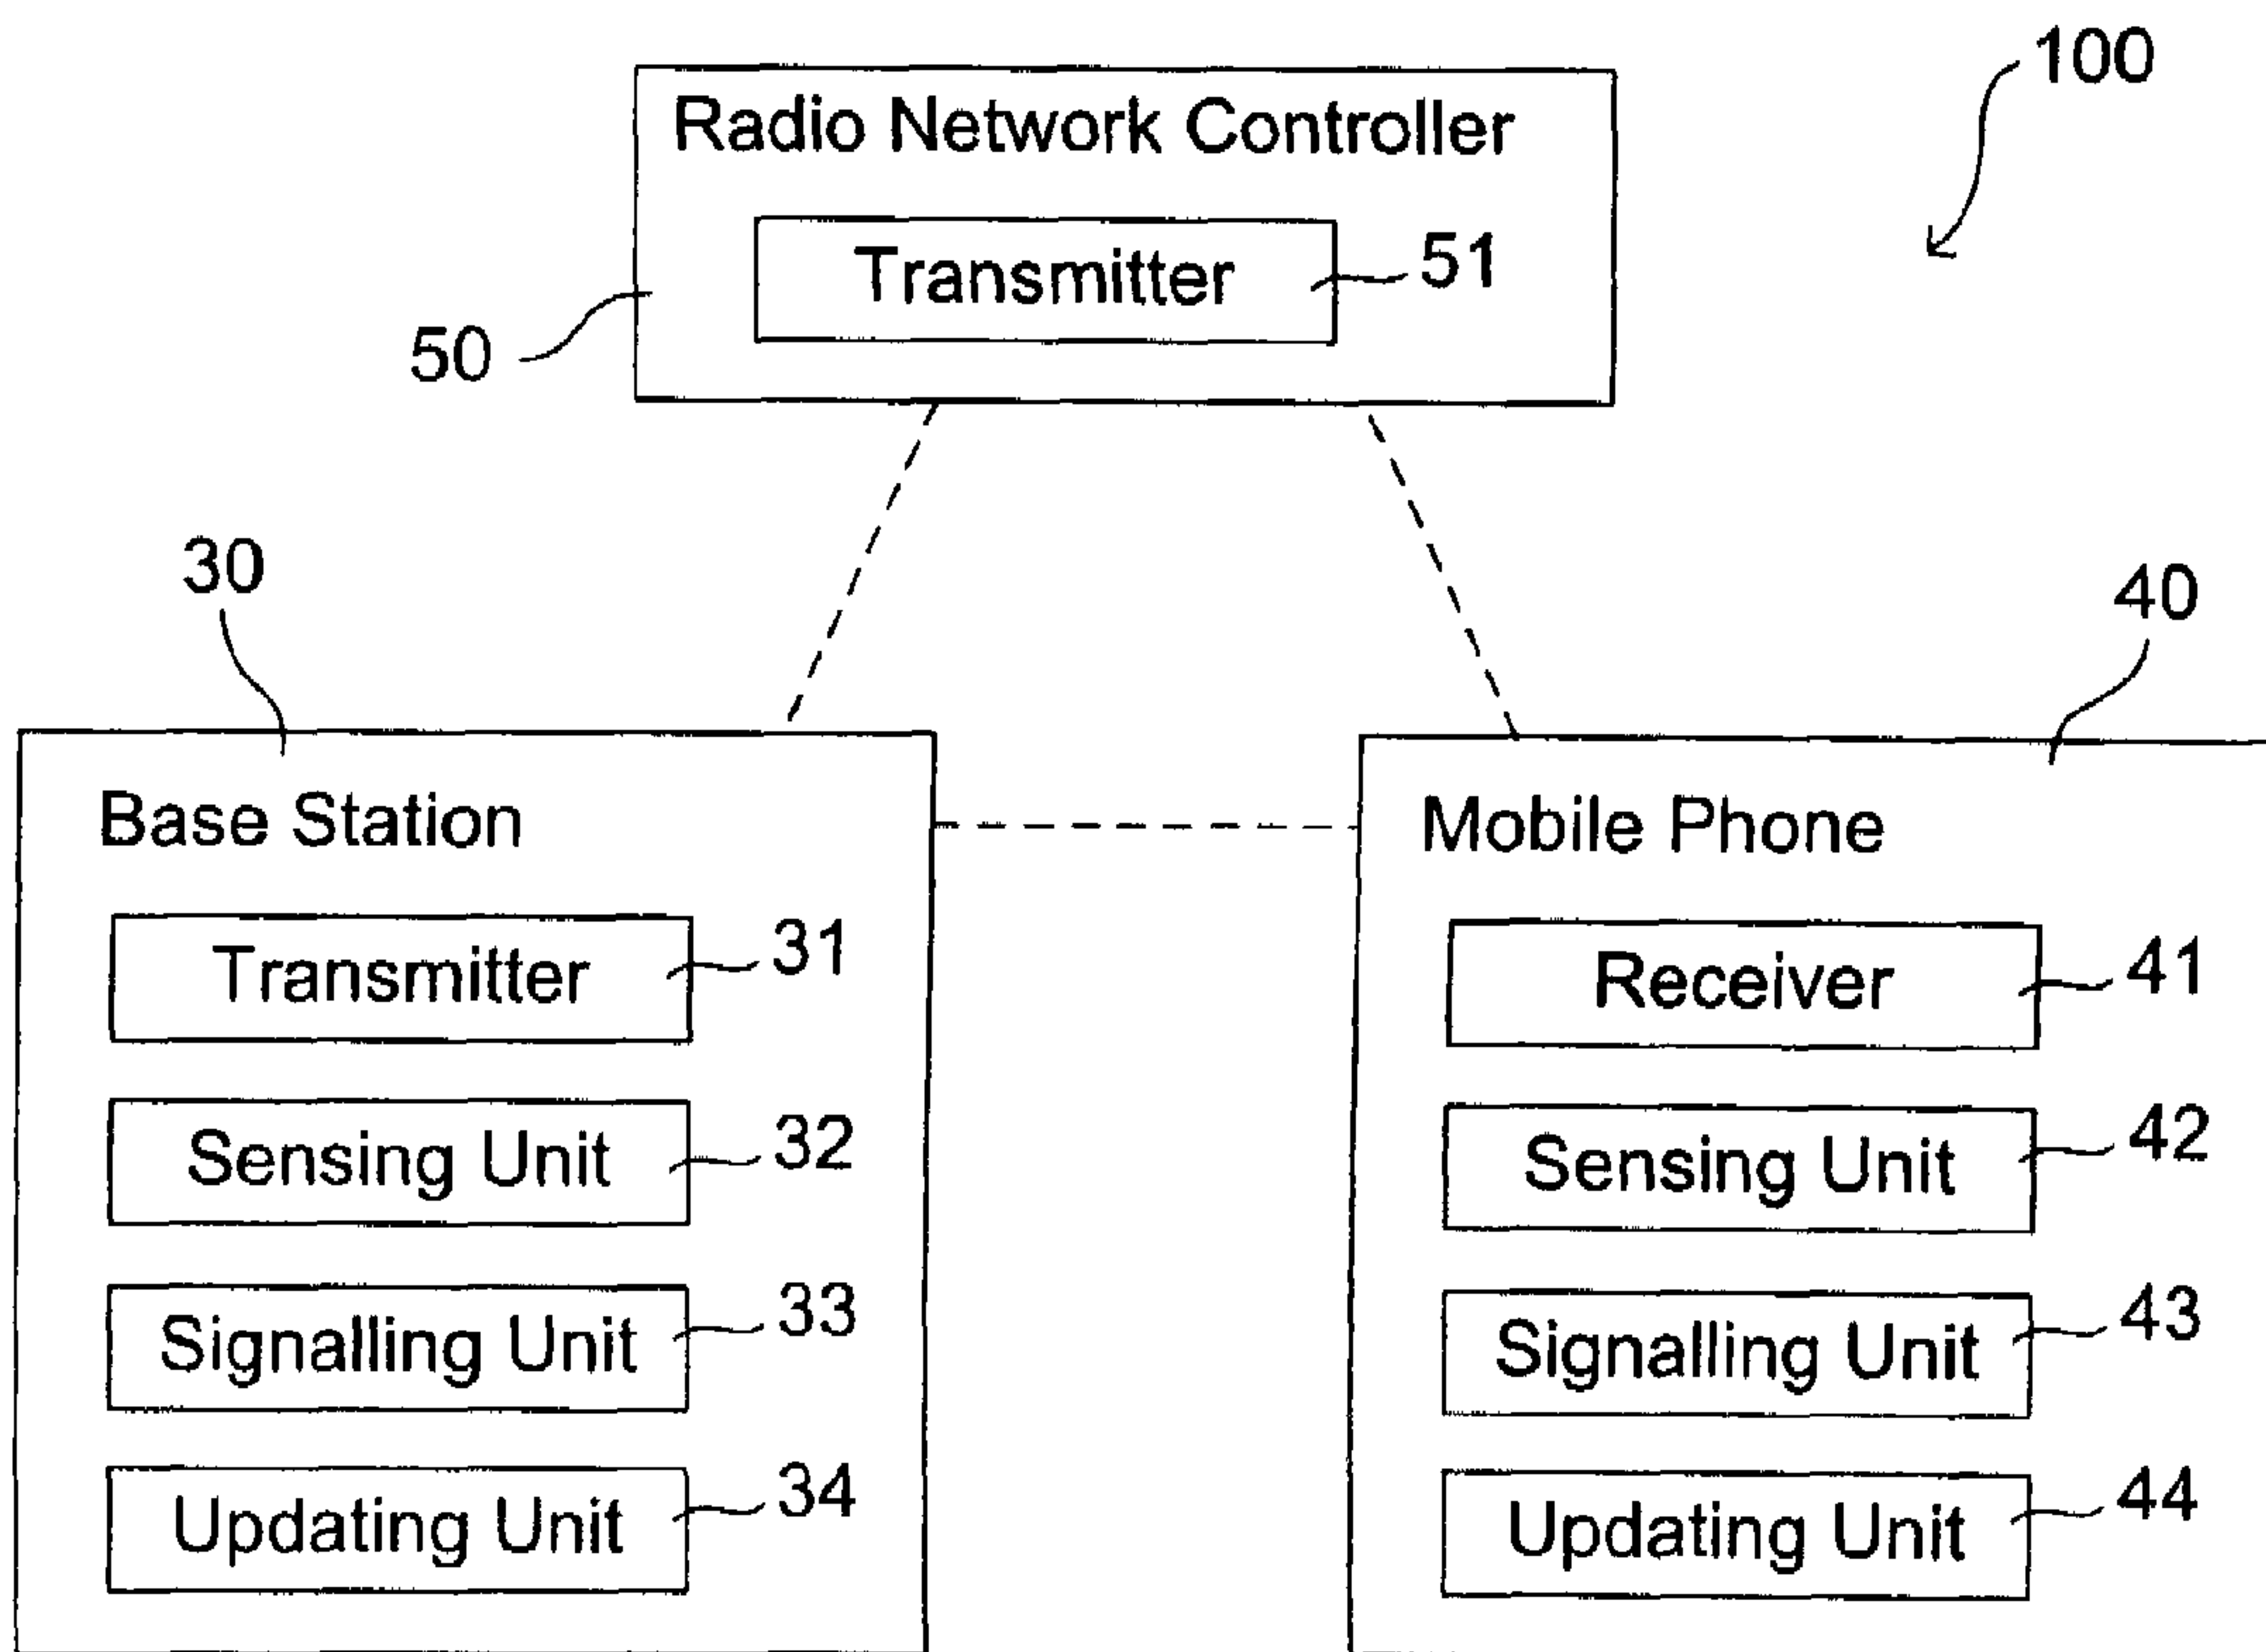 100
Radio Network Controller
Transmitter
51
50
30
40
Base Station
Transmitter
31
Sensing Unit
32
Signalling Unit
33
Updating Unit
34
Mobile Phone
Receiver
41
Sensing Unit
42
Signalling Unit
43
Updating Unit
44